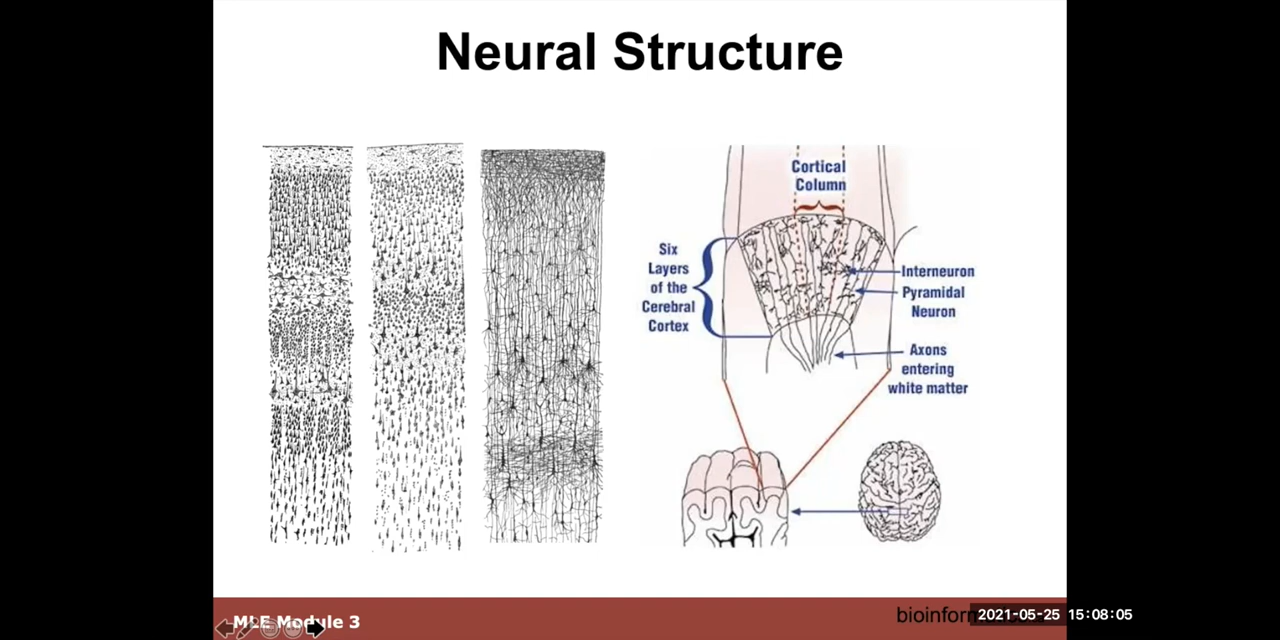 Neural Structure
Cortical
Column
Six
Layers
of the
Cerebral
Cortex
Interneuron
Pyramidal
Neuron
Axons
entering
white matter
MLE Module 3
2021-05-25 15:08:05